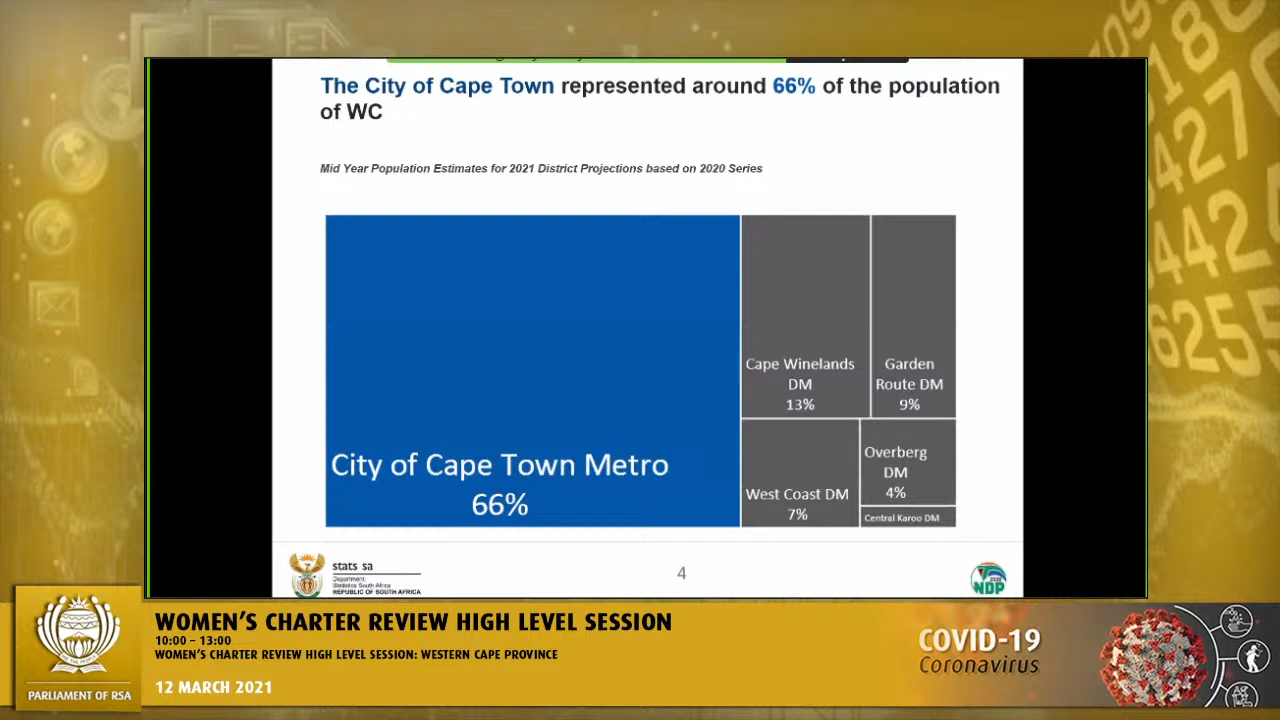 The City of Cape Town represented around 66% of the population
of WC
Mid Year Population Estimates for 2021 District Projections based on 2020 Series
City of Cape Town Metro
66%
Cape Winelands
DM
13%
Garden
Route DM
9%
West Coast DM
7%
Overberg
DM
4%
Central Karoo DM
stats sa
Department:
Statistics South Africa
REPUBLIC OF SOUTH AFRICA
4
NDP
PARLIAMENT OF RSA
WOMEN'S CHARTER REVIEW HIGH LEVEL SESSION
10:00 – 13:00
WOMEN'S CHARTER REVIEW HIGH LEVEL SESSION: WESTERN CAPE PROVINCE
12 MARCH 2021
COVID-19
Coronavirus